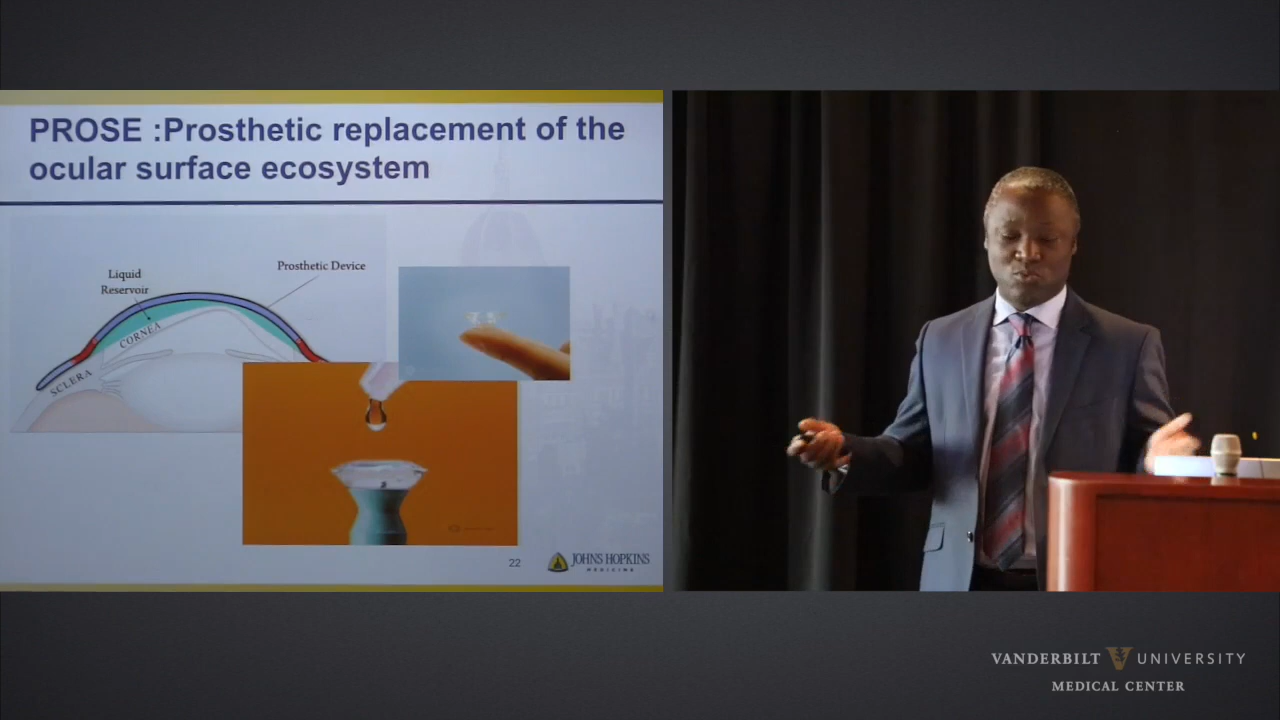 PROSE :Prosthetic replacement of the
ocular surface ecosystem
Liquid
Reservoir
Prosthetic Device
CORNEA
SCLERA
22
JOHNS HOPKINS
MEDICINE
VANDERBILT UNIVERSITY
MEDICAL CENTER